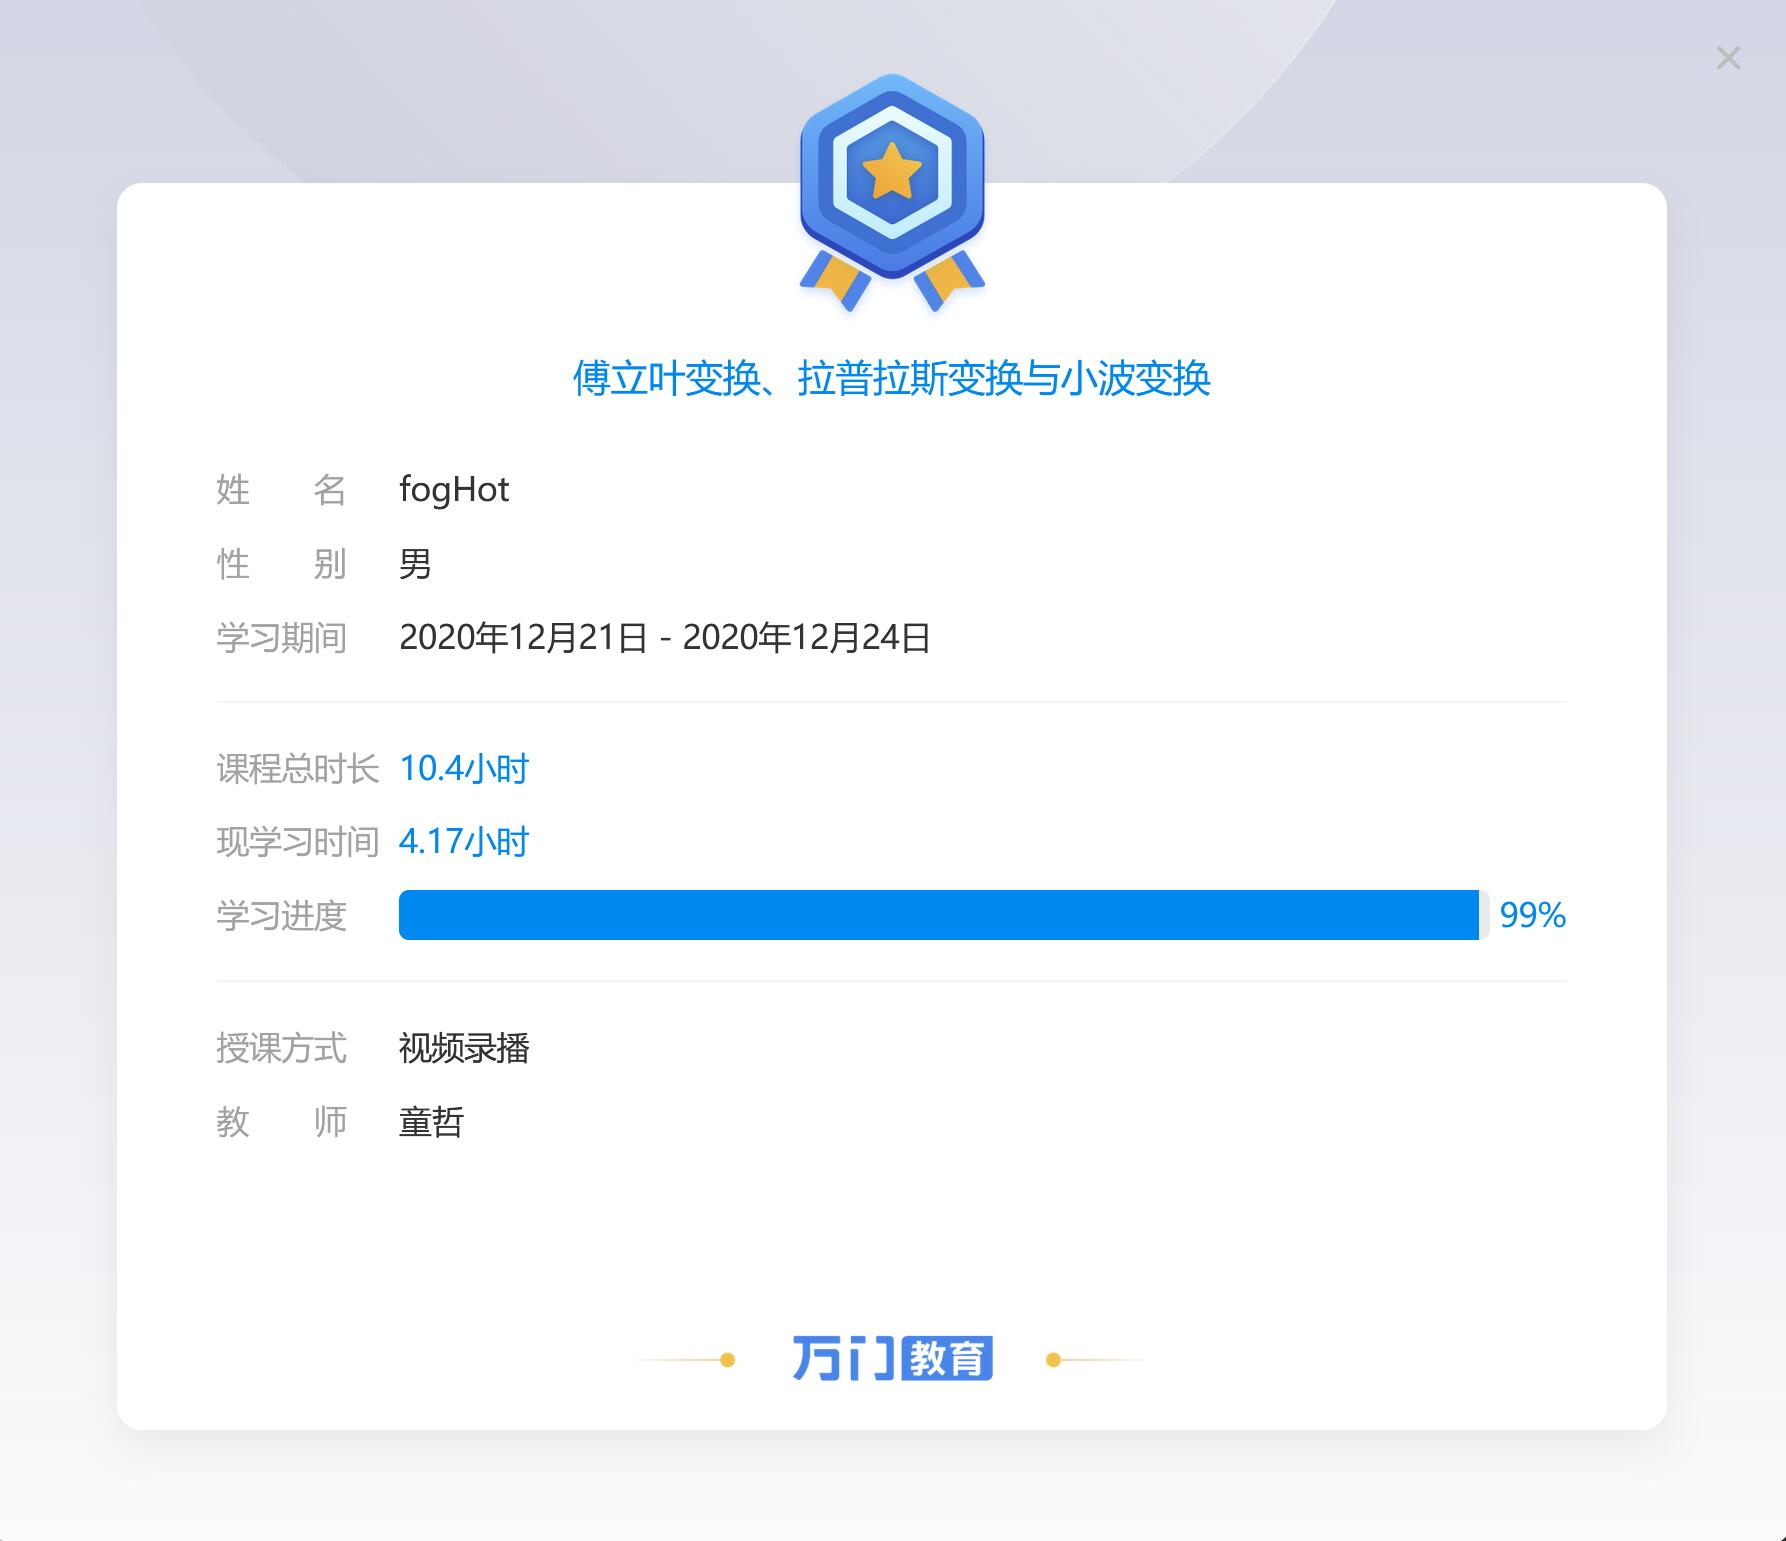 傅立叶变换、拉普拉斯变换与小波变换
姓名 fogHot
性别 男
学习期间 2020年12月21日 - 2020年12月24日
课程总时长 10.4小时
现学习时间 4.17小时
学习进度 99%
授课方式 视频录播
教师 童哲
万门教育